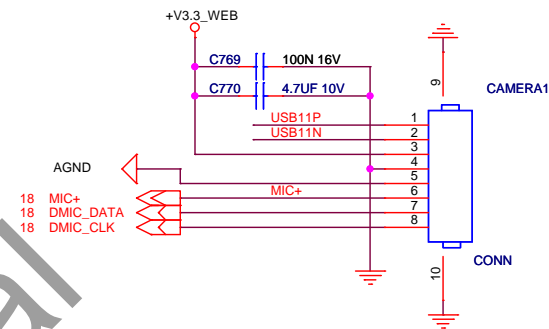 +V3.3_WEB
C769 100N 16V
C770 4.7UF 10V
9
CAMERA1
USB11P 1
USB11N 2
3
4
AGND
5
18 MIC+ MIC+ 6
18 DMIC_DATA 7
18 DMIC_CLK 8
CONN
10